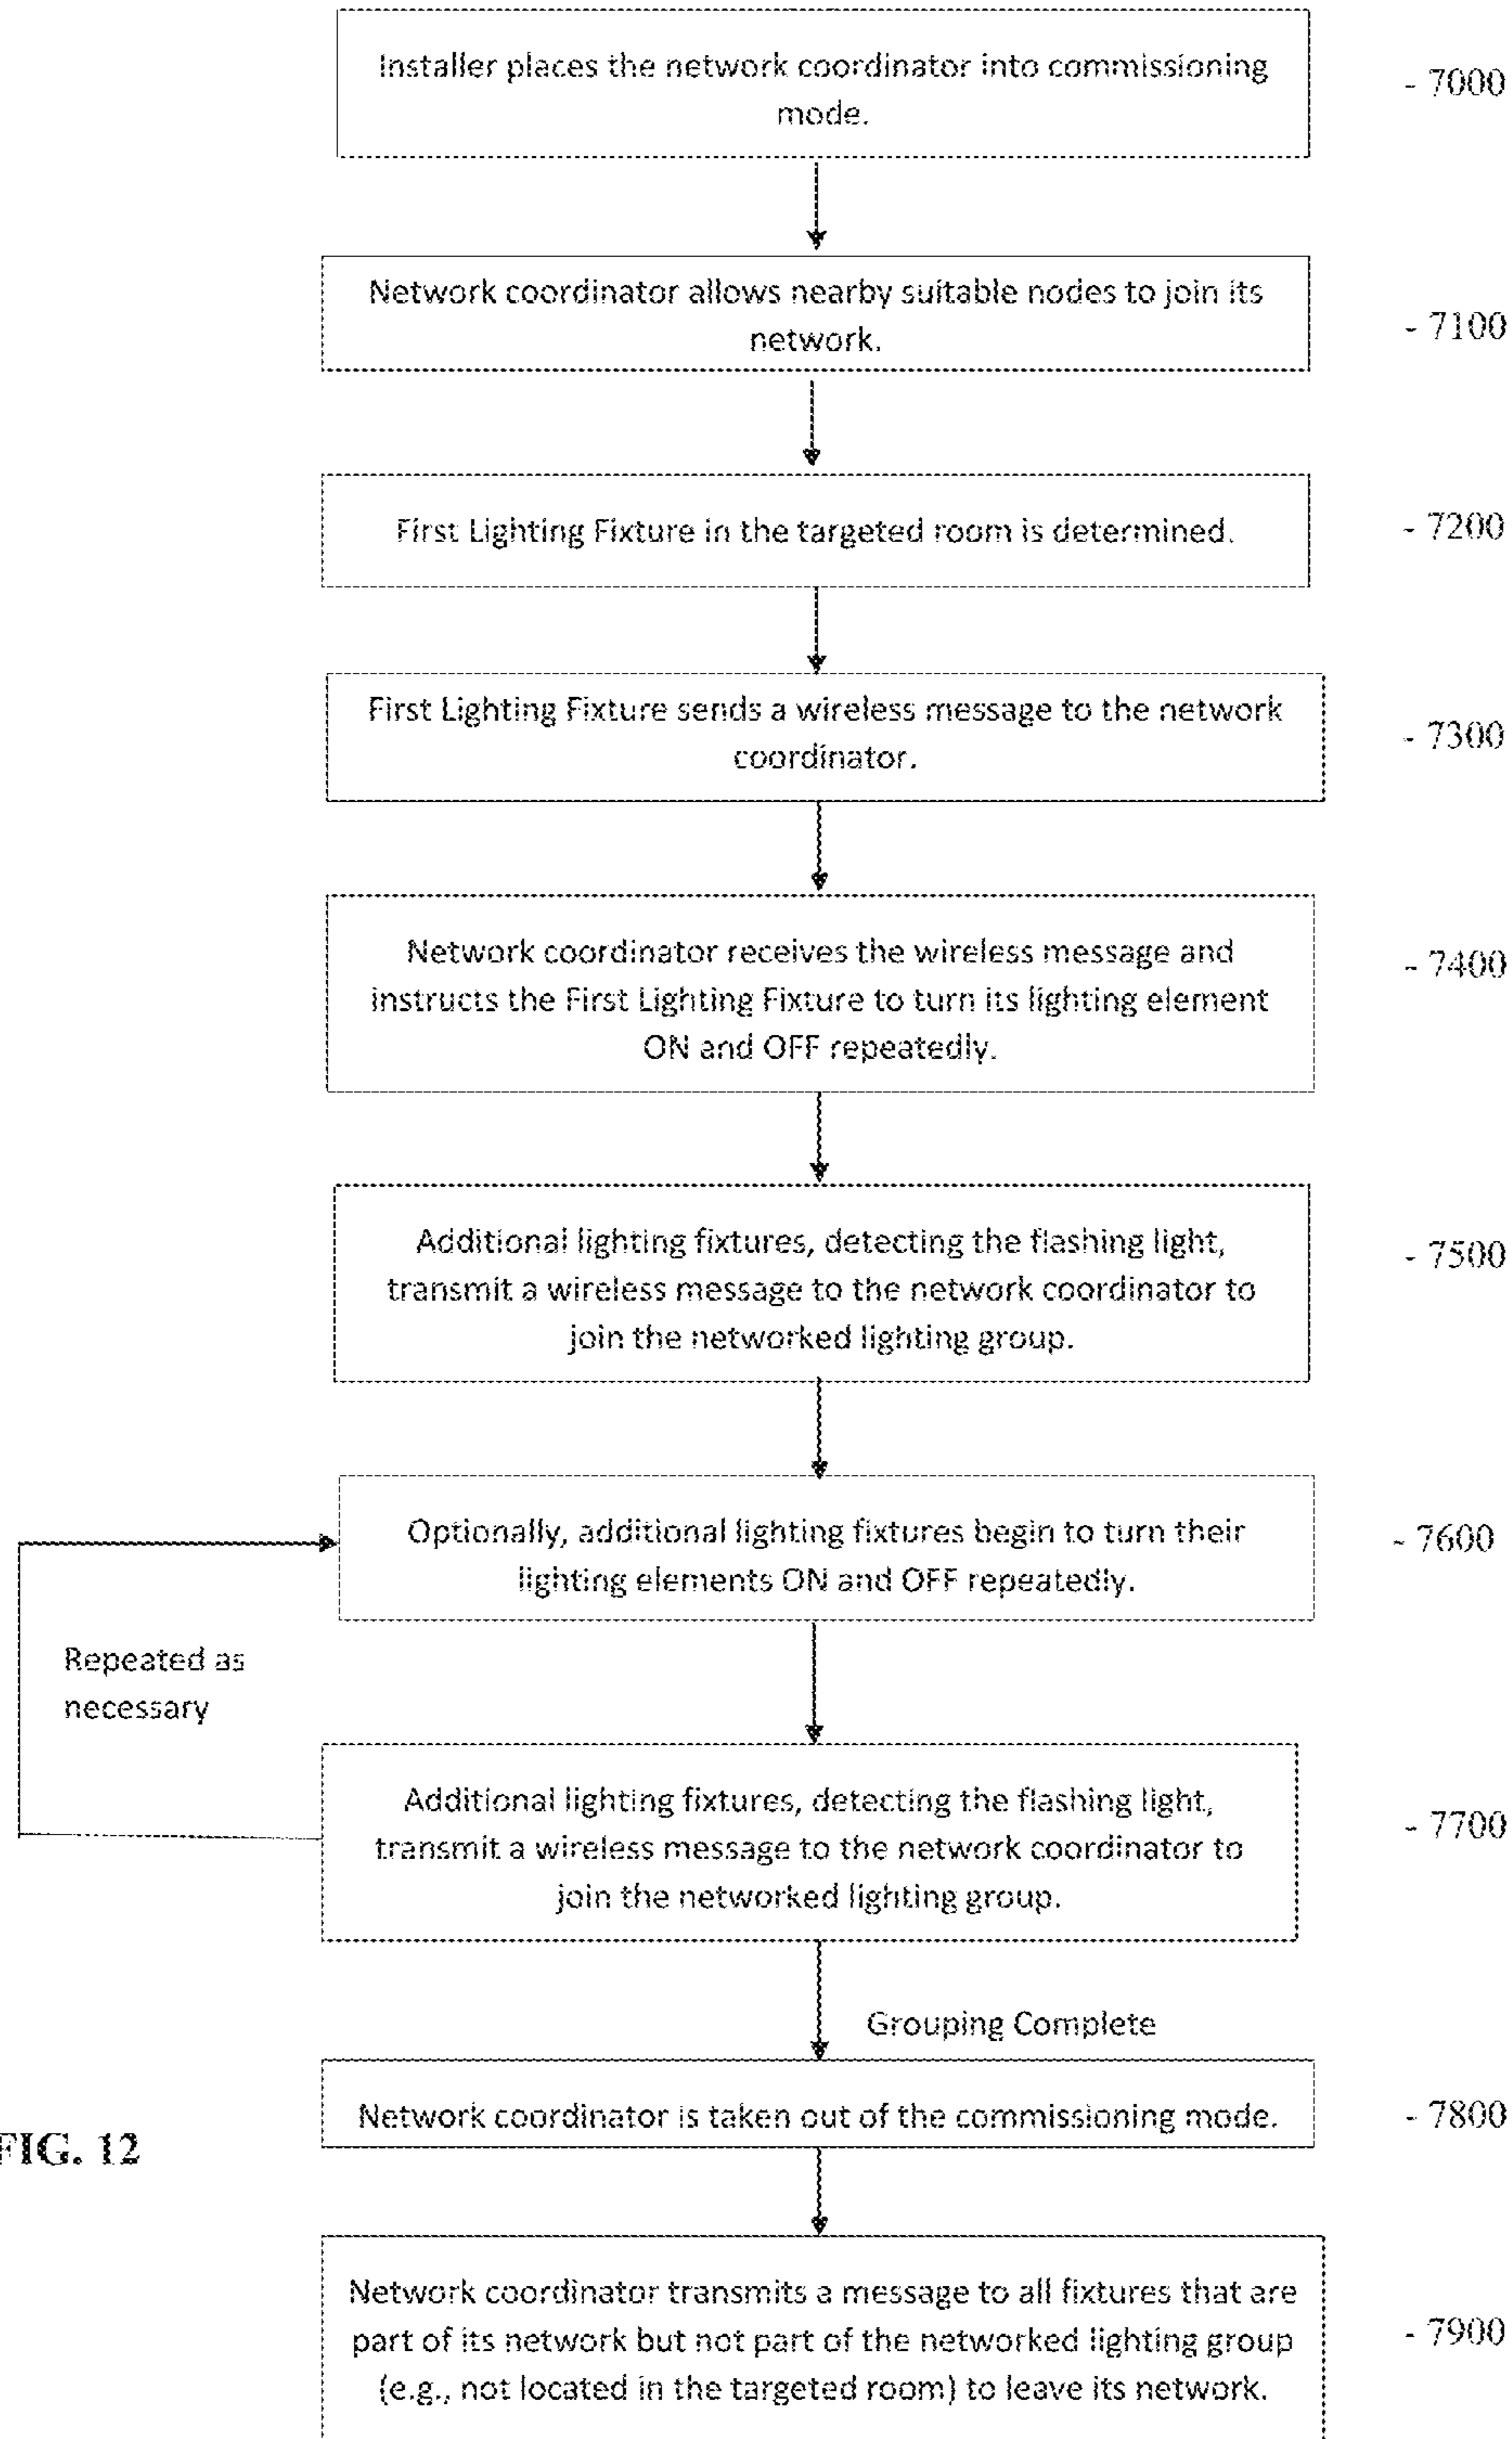 Installer places the network coordinator into commissioning
mode.
- 7000
Network coordinator allows nearby suitable nodes to join its
network.
- 7100
First Lighting Fixture in the targeted room is determined.
- 7200
First Lighting Fixture sends a wireless message to the network
coordinator.
- 7300
Network coordinator receives the wireless message and
instructs the First Lighting Fixture to turn its lighting element
ON and OFF repeatedly.
- 7400
Additional lighting fixtures, detecting the flashing light,
transmit a wireless message to the network coordinator to
join the networked lighting group.
- 7500
Optionally, additional lighting fixtures begin to turn their
lighting elements ON and OFF repeatedly.
- 7600
Repeated as
necessary
Additional lighting fixtures, detecting the flashing light,
transmit a wireless message to the network coordinator to
join the networked lighting group.
- 7700
Grouping Complete
Network coordinator is taken out of the commissioning mode.
- 7800
FIG. 12
Network coordinator transmits a message to all fixtures that are
part of its network but not part of the networked lighting group
(e.g., not located in the targeted room) to leave its network.
- 7900